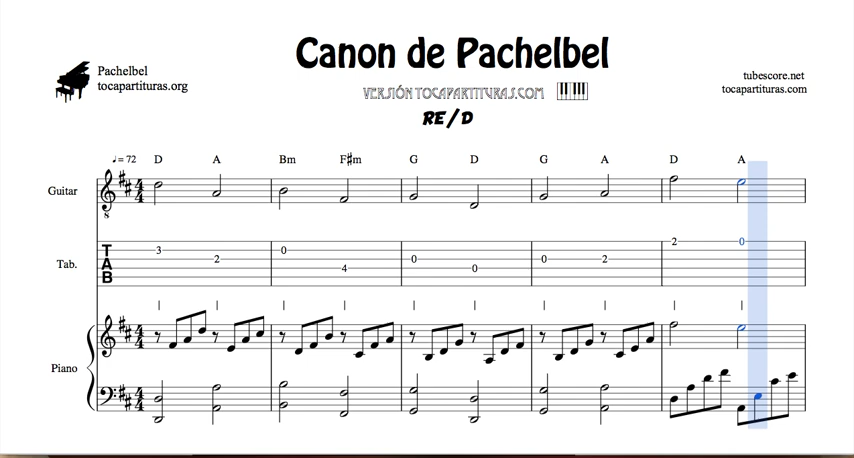 Canon de Pachelbel
Pachelbel
tocapartituras.org
VERSIÓN TOCAPARTITURAS.COM
tubescore.net
tocapartituras.com
RE / D
♩ = 72 D A Bm F♯m G D G A D A
Guitar
8
Tab.
T
A
B
3 2 0 4 0 0 0 2 2 0
Piano